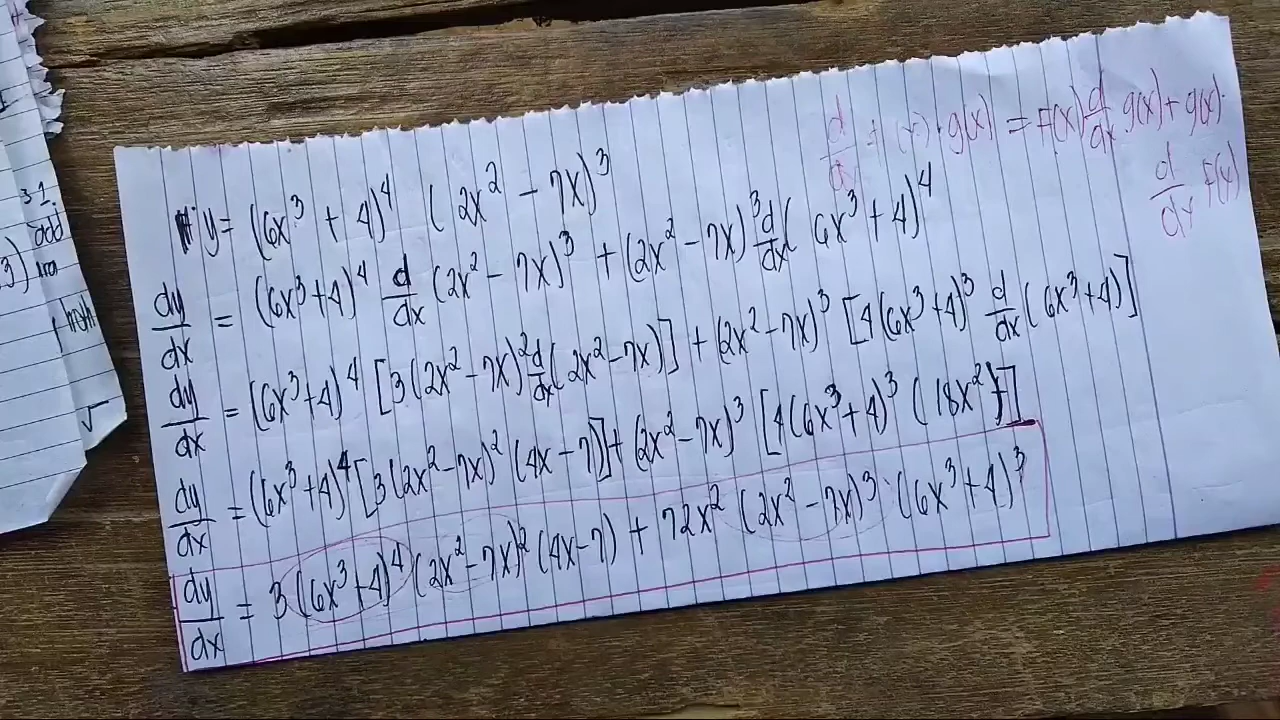 d/dx f(x) · g(x) = f(x) d/dx g(x) + g(x) ·
d/dx f(x)
y = (6x³ + 4)⁴ (2x² - 7x)³
dy/dx = (6x³+4)⁴ d/dx (2x² - 7x)³ + (2x² - 7x)³ d/dx (6x³+4)⁴
dy/dx = (6x³+4)⁴ [3(2x² - 7x)² d/dx (2x² - 7x)] + (2x² - 7x)³ [4(6x³+4)³ d/dx (6x³+4)]
dy/dx = (6x³+4)⁴ [3(2x² - 7x)² (4x - 7)] + (2x² - 7x)³ [4(6x³+4)³ (18x²)]
dy/dx = 3(6x³+4)⁴ (2x² - 7x)² (4x - 7) + 72x² (2x² - 7x)³ (6x³+4)³
add
3)